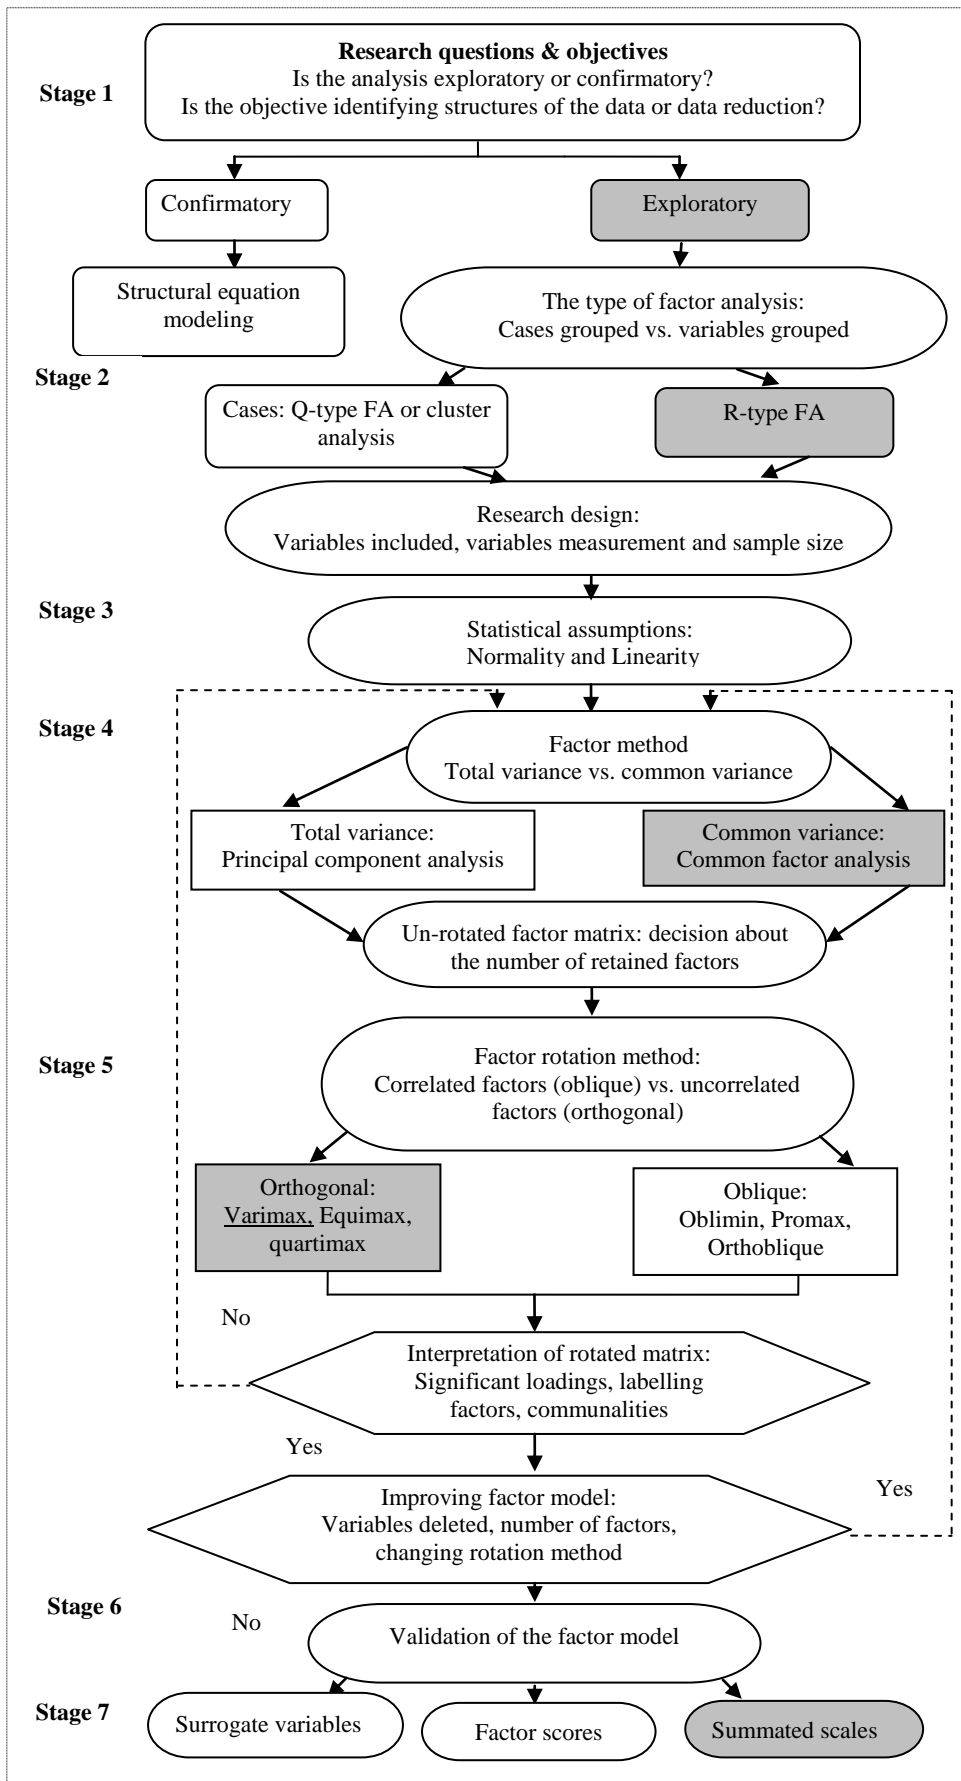 Research questions & objectives
Is the analysis exploratory or confirmatory?
Stage 1
Is the objective identifying structures of the data or data reduction?
Confirmatory
Exploratory
Structural equation
modeling
The type of factor analysis:
Cases grouped vs. variables grouped
Stage 2
Cases: Q-type FA or cluster
analysis
R-type FA
Research design:
Variables included, variables measurement and sample size
Stage 3
Statistical assumptions:
Normality and Linearity
Stage 4
Factor method
Total variance vs. common variance
Total variance:
Principal component analysis
Common variance:
Common factor analysis
Un-rotated factor matrix: decision about
the number of retained factors
Stage 5
Factor rotation method:
Correlated factors (oblique) vs. uncorrelated
factors (orthogonal)
Orthogonal:
Varimax, Equimax,
quartimax
Oblique:
Oblimin, Promax,
Orthoblique
No
Interpretation of rotated matrix:
Significant loadings, labelling
factors, communalities
Yes
Improving factor model:
Variables deleted, number of factors,
changing rotation method
Yes
Stage 6
No
Validation of the factor model
Stage 7
Surrogate variables
Factor scores
Summated scales